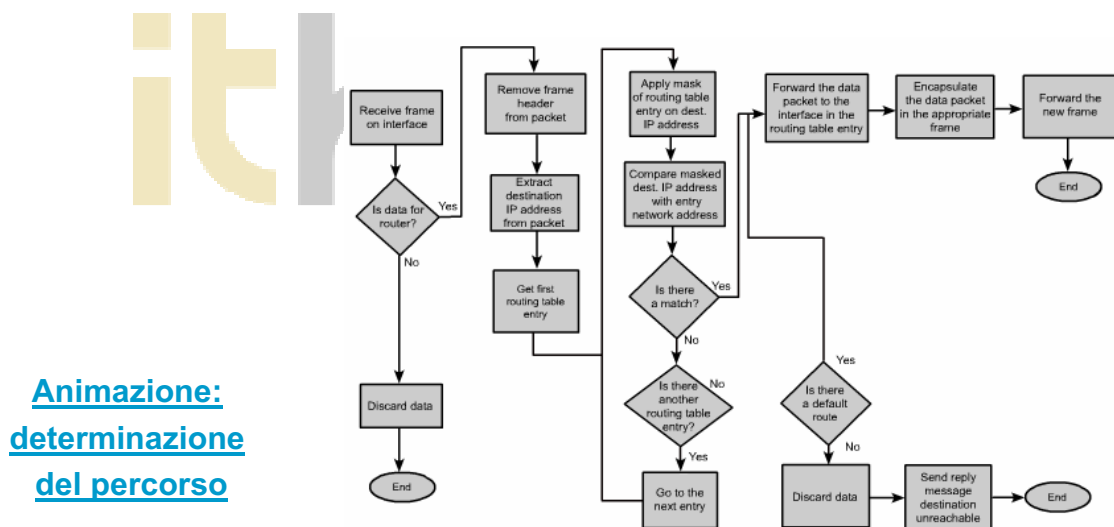 Receive frame
on interface
Is data for
router?
Yes
No
Discard data
End
Remove frame
header
from packet
Extract
destination
IP address
from packet
Get first
routing table
entry
Apply mask
of routing table
entry on dest.
IP address
Compare masked
dest. IP address
with entry
network address
Is there
a match?
Yes
No
Is there
another
routing table
entry?
No
Yes
Go to the
next entry
Forward the data
packet to the
interface in the
routing table entry
Encapsulate
the data packet
in the appropriate
frame
Forward the
new frame
End
Yes
Is there
a default
route
No
Discard data
Send reply
message
destination
unreachable
End
Animazione:
determinazione
del percorso